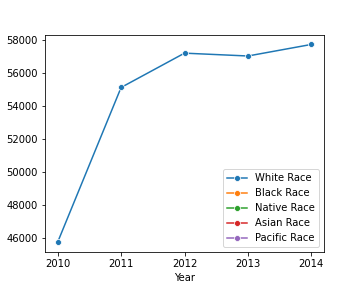 58000
56000
54000
52000
50000
48000
46000
White Race
Black Race
Native Race
Asian Race
Pacific Race
2010 2011 2012 2013 2014
Year